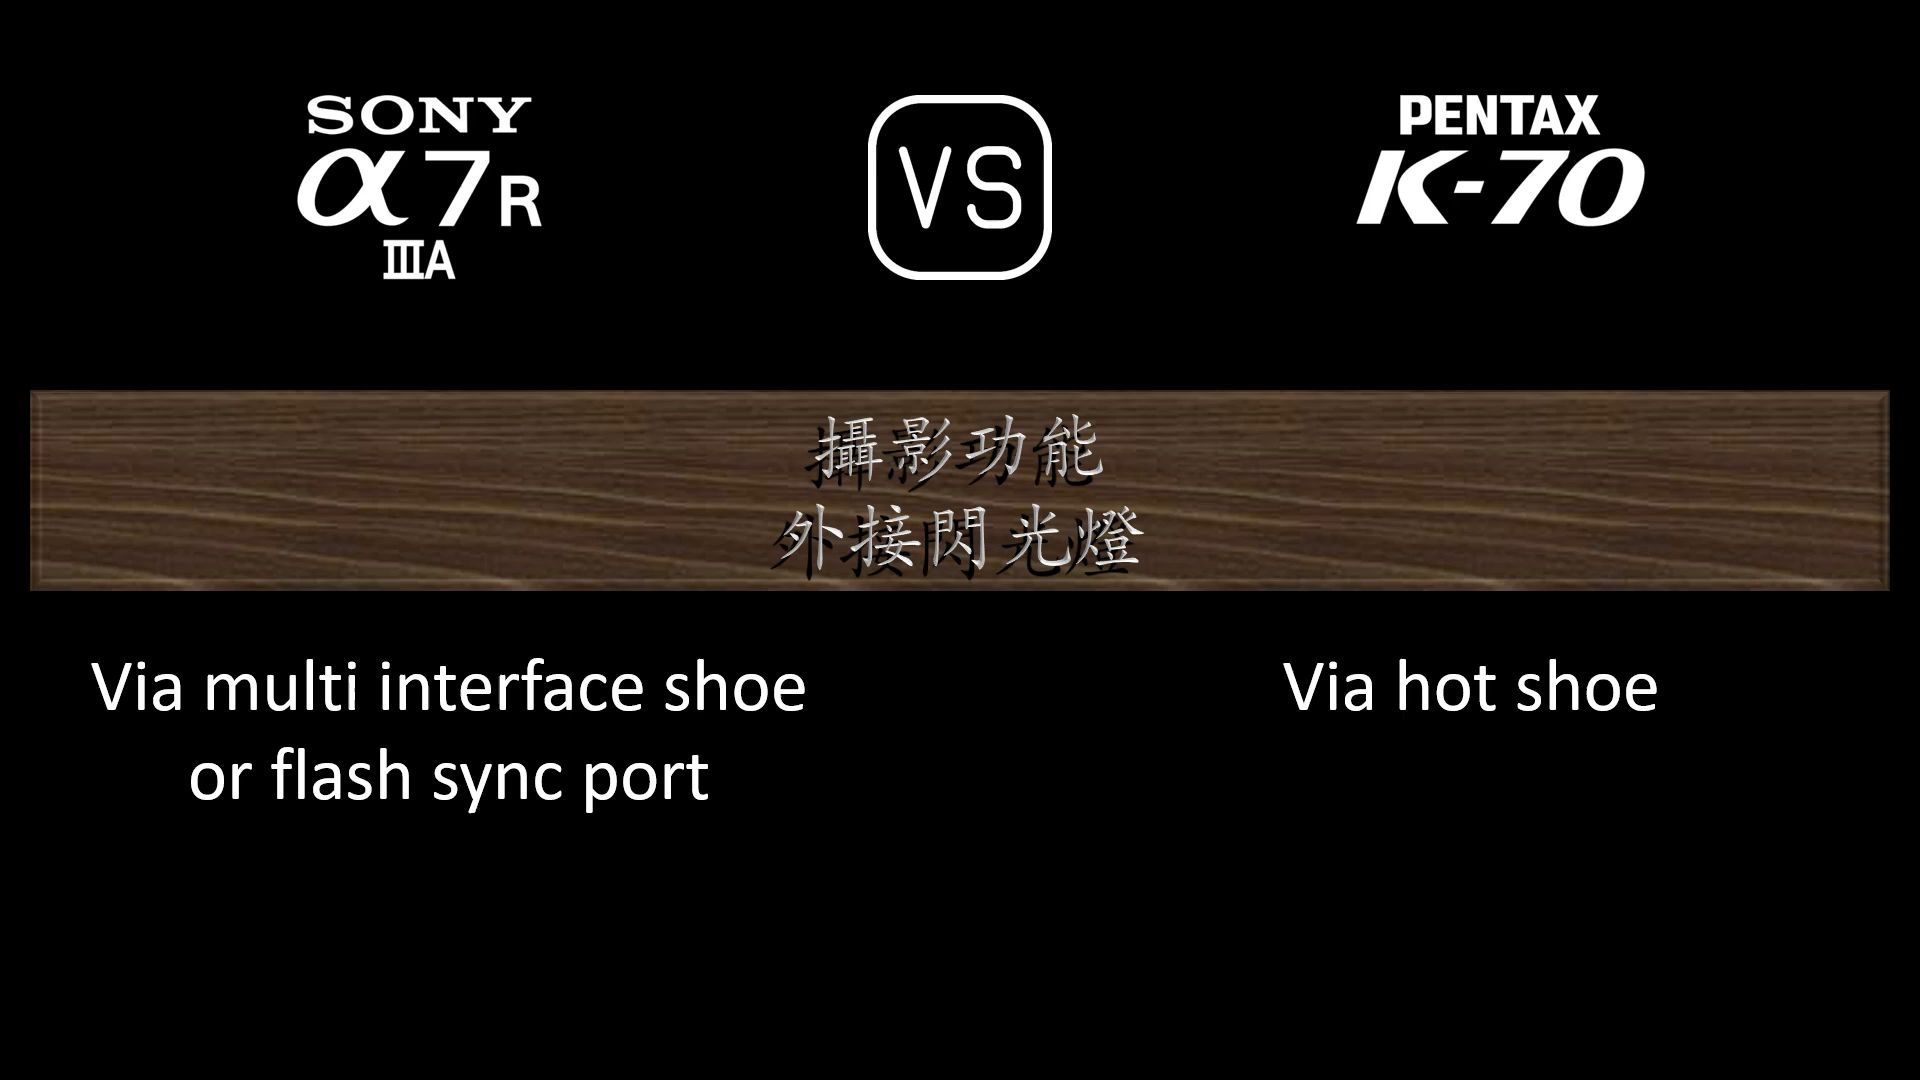 SONY
α7R
IIIA
VS
PENTAX
K-70
攝影功能
外接閃光燈
Via multi interface shoe
or flash sync port
Via hot shoe